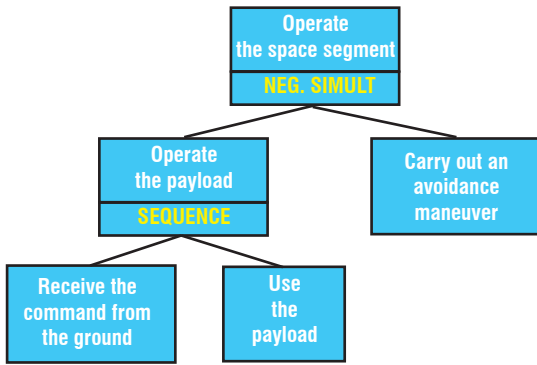 Operate
the space segment
NEG. SIMULT
Operate
the payload
SEQUENCE
Carry out an
avoidance
maneuver
Receive the
command from
the ground
Use
the
payload